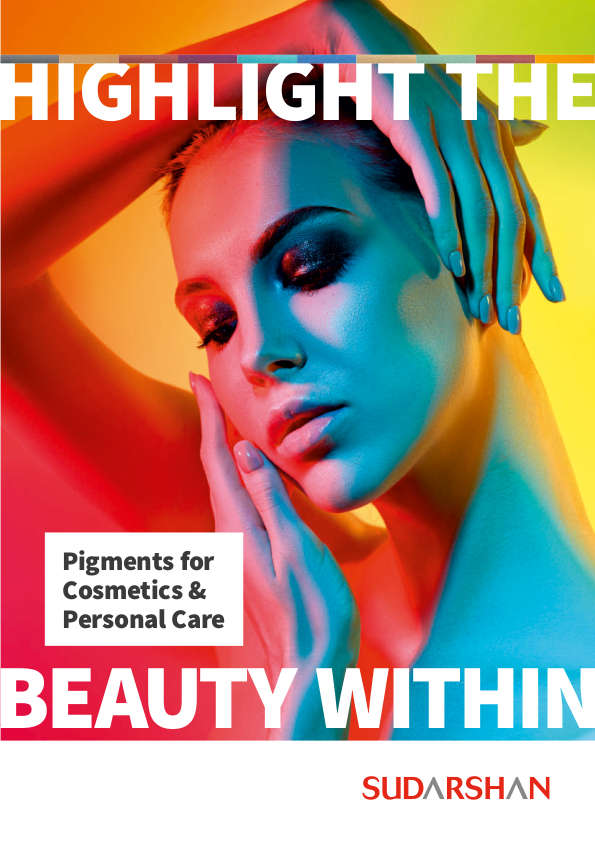 HIGHLIGHT THE
Pigments for
Cosmetics &
Personal Care
BEAUTY WITHIN
SUDARSHAN